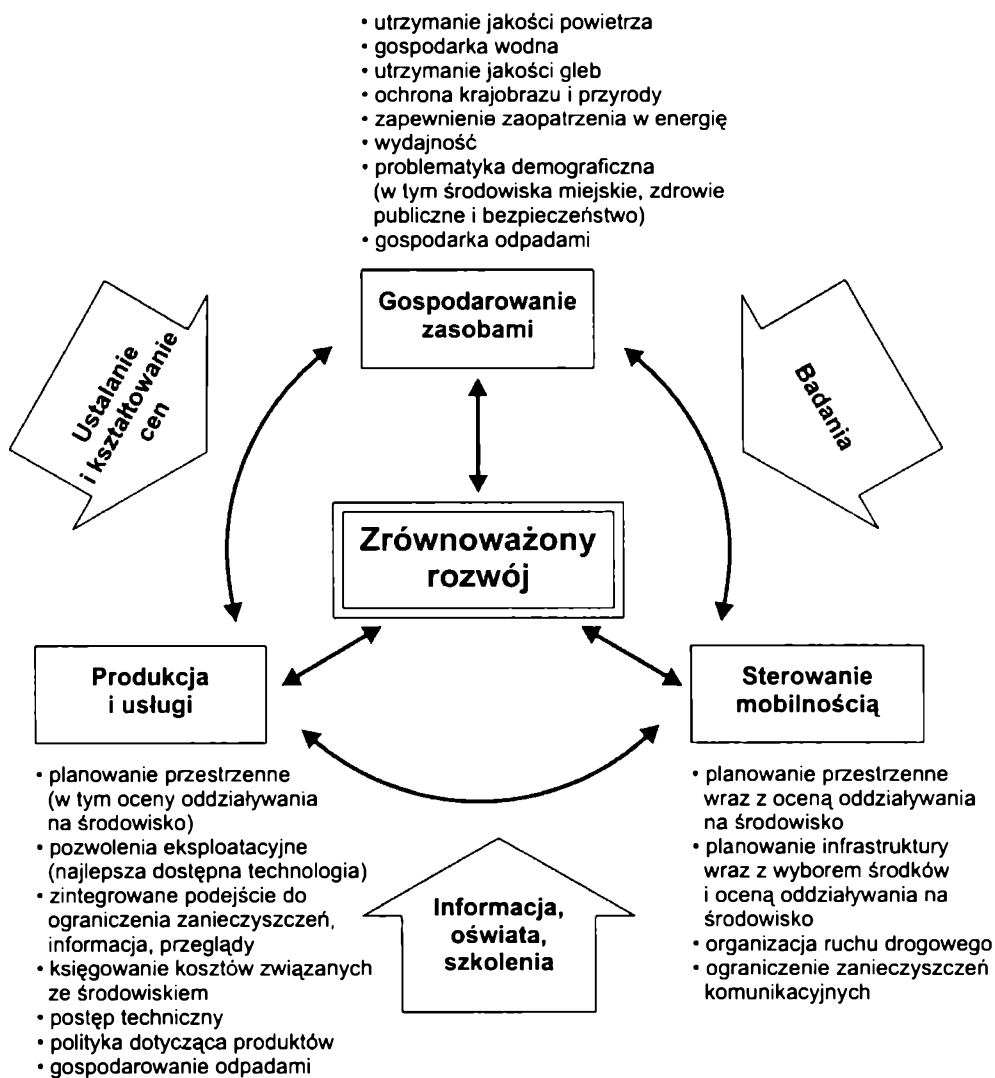 • utrzymanie jakości powietrza
• gospodarka wodna
• utrzymanie jakości gleb
• ochrona krajobrazu i przyrody
• zapewnienie zaopatrzenia w energię
• wydajność
• problematyka demograficzna
(w tym środowiska miejskie, zdrowie
publiczne i bezpieczeństwo)
• gospodarka odpadami
Gospodarowanie
zasobami
Ustalanie
i kształtowanie
cen
Badania
Zrównoważony
rozwój
Produkcja
i usługi
Sterowanie
mobilnością
• planowanie przestrzenne
(w tym oceny oddziaływania
na środowisko)
• pozwolenia eksploatacyjne
(najlepsza dostępna technologia)
• zintegrowane podejście do
ograniczenia zanieczyszczeń,
informacja, przeglądy
• księgowanie kosztów związanych
ze środowiskiem
• postęp techniczny
• polityka dotycząca produktów
• gospodarowanie odpadami
Informacja,
oświata,
szkolenia
• planowanie przestrzenne
wraz z oceną oddziaływania
na środowisko
• planowanie infrastruktury
wraz z wyborem środków
i oceną oddziaływania na
środowisko
• organizacja ruchu drogowego
• ograniczenie zanieczyszczeń
komunikacyjnych